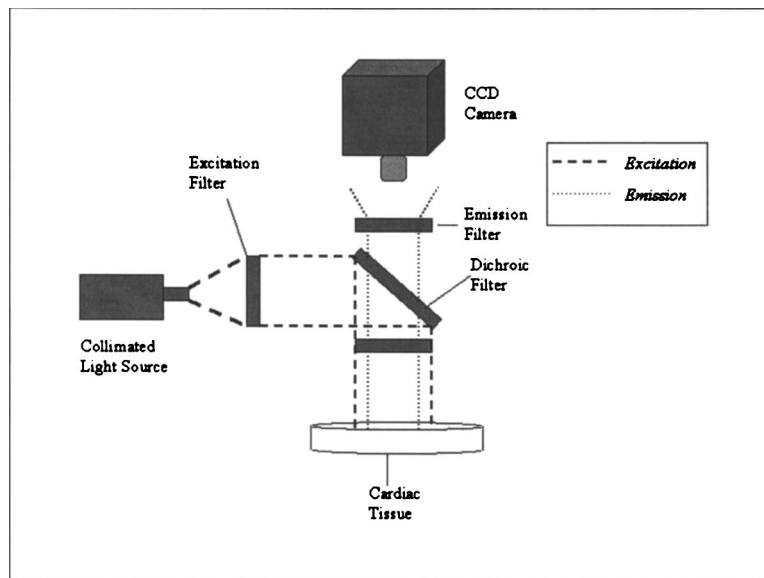 CCD
Camera
Excitation
Filter
Excitation
Emission
Emission
Filter
Dichroic
Filter
Collimated
Light Source
Cardiac
Tissue